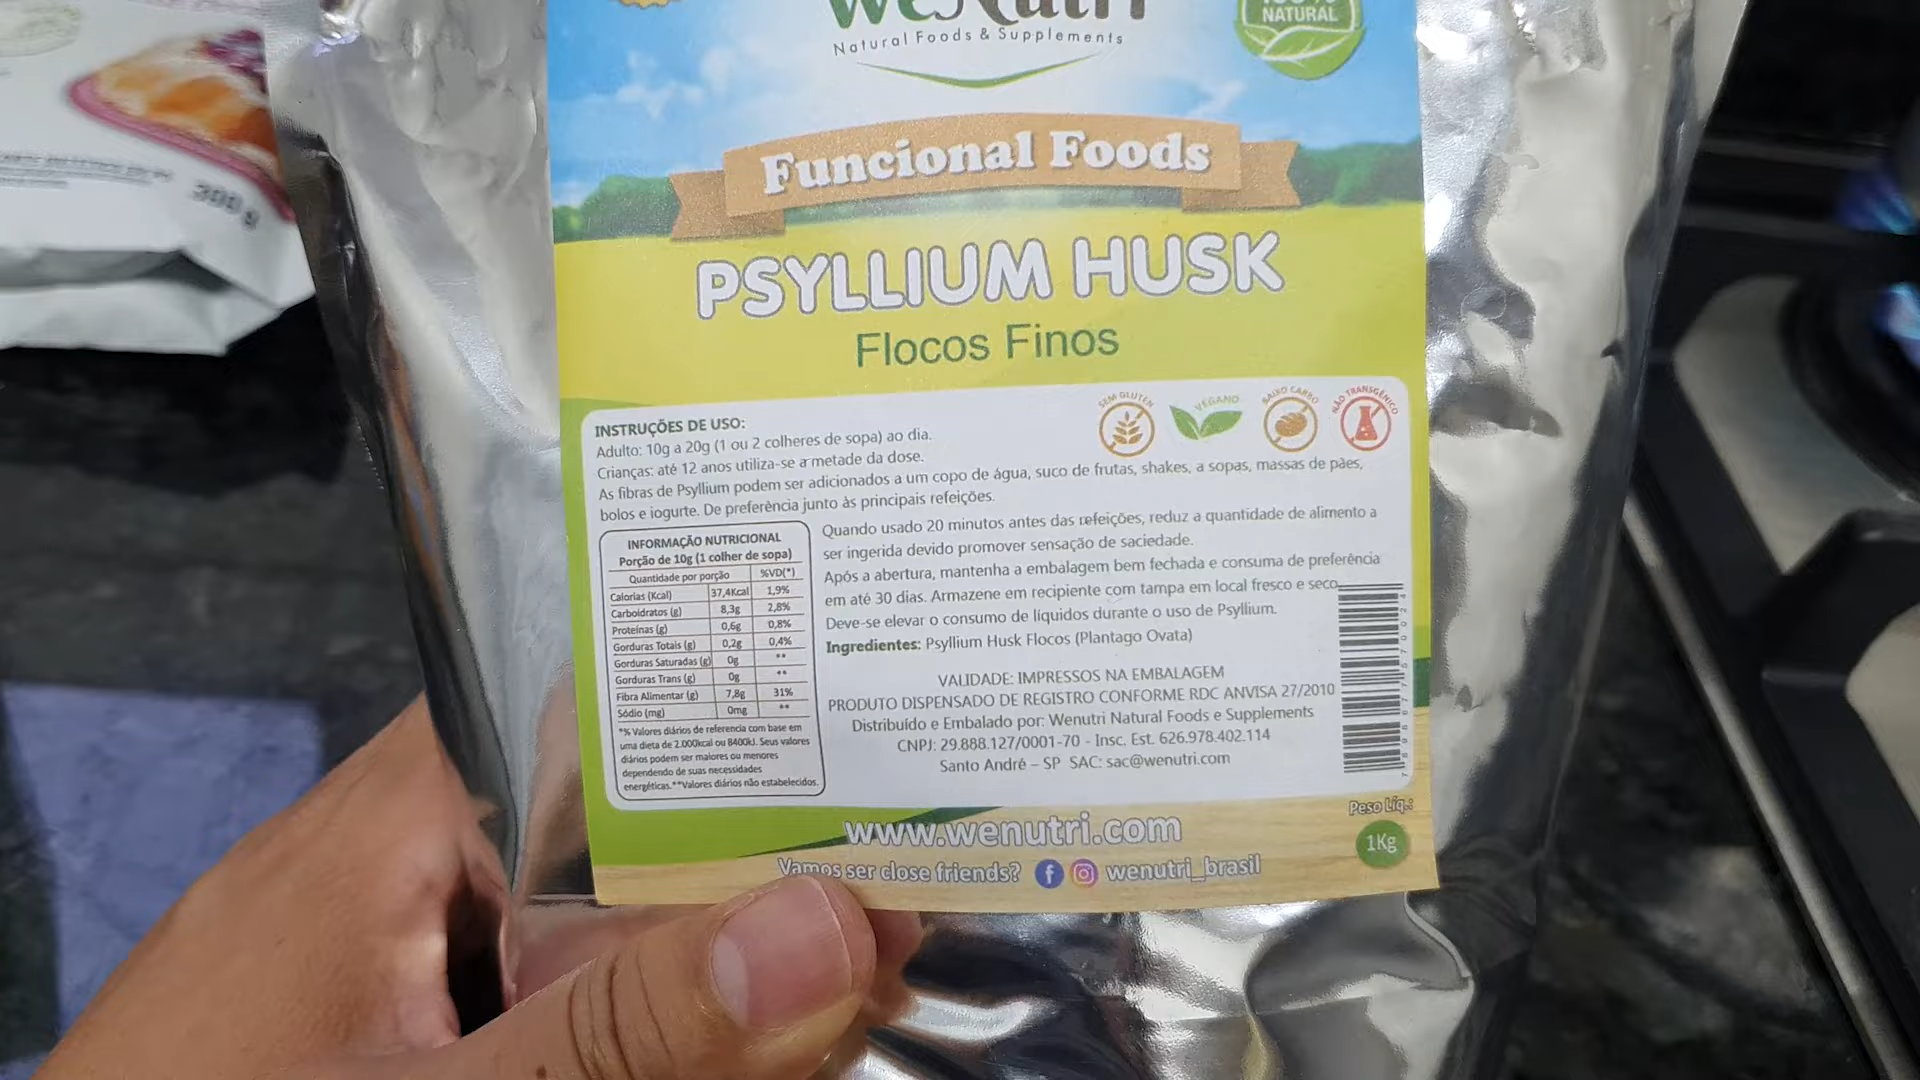 WeNutri
Natural Foods & Supplements
NATURAL
300 g
Funcional Foods
PSYLLIUM HUSK
Flocos Finos
SEM GLUTEN
VEGANO
BAIXO CARBO
NÃO TRANSGÊNICO
INSTRUÇÕES DE USO:
Adulto: 10g a 20g (1 ou 2 colheres de sopa) ao dia.
Crianças: até 12 anos utiliza-se a metade da dose.
As fibras de Psyllium podem ser adicionados a um copo de água, suco de frutas, shakes, a sopas, massas de pães,
bolos e iogurte. De preferência junto às principais refeições.
INFORMAÇÃO NUTRICIONAL
Porção de 10g (1 colher de sopa)
Quantidade por porção %VD(*)
Calorias (Kcal) 37,4Kcal 1,9%
Carboidratos (g) 8,3g 2,8%
Proteínas (g) 0,6g 0,8%
Gorduras Totais (g) 0,2g 0,4%
Gorduras Saturadas (g) 0g **
Gorduras Trans (g) 0g **
Fibra Alimentar (g) 7,8g 31%
Sódio (mg) 0mg **
*% Valores diários de referencia com base em
uma dieta de 2.000kcal ou 8400kJ. Seus valores
diários podem ser maiores ou menores
dependendo de suas necessidades
energéticas.**Valores diários não estabelecidos.
Quando usado 20 minutos antes das refeições, reduz a quantidade de alimento a
ser ingerida devido promover sensação de saciedade.
Após a abertura, mantenha a embalagem bem fechada e consuma de preferência
em até 30 dias. Armazene em recipiente com tampa em local fresco e seco
Deve-se elevar o consumo de líquidos durante o uso de Psyllium.
Ingredientes: Psyllium Husk Flocos (Plantago Ovata)
VALIDADE: IMPRESSOS NA EMBALAGEM
PRODUTO DISPENSADO DE REGISTRO CONFORME RDC ANVISA 27/2010
Distribuído e Embalado por: Wenutri Natural Foods e Supplements
CNPJ: 29.888.127/0001-70 - Insc. Est. 626.978.402.114
Santo André – SP SAC: sac@wenutri.com
Peso Líq.:
1Kg
www.wenutri.com
Vamos ser close friends? wenutri_brasil